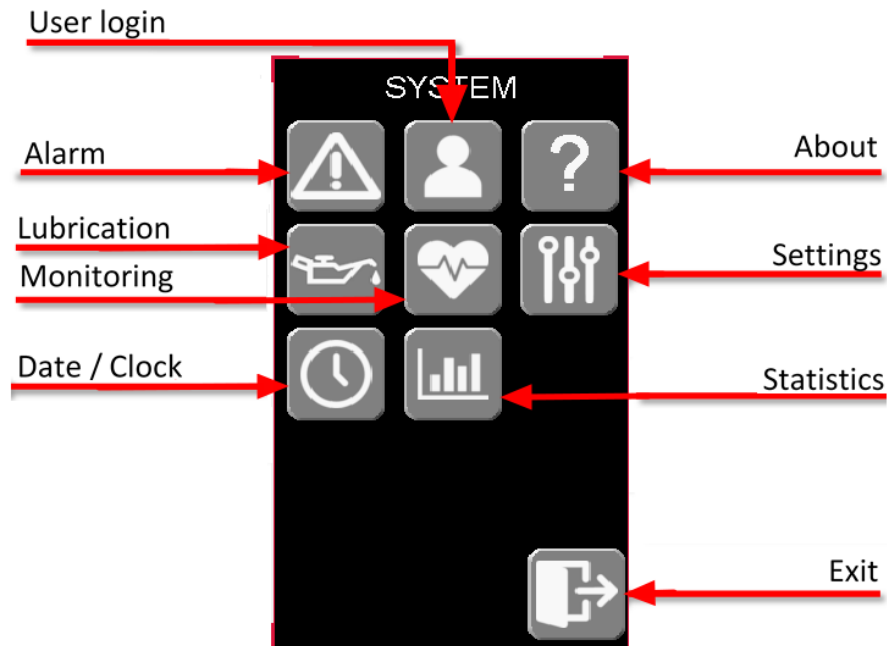 User login
SYSTEM
Alarm
About
Lubrication
Settings
Monitoring
Date / Clock
Statistics
Exit